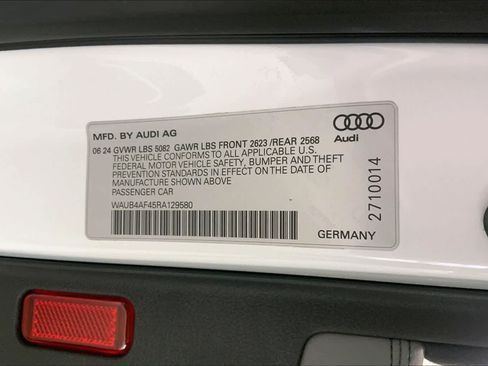 MFD. BY AUDI AG
Audi
06 24 GVWR LBS 5082 GAWR LBS FRONT 2623 /REAR 2568
THIS VEHICLE CONFORMS TO ALL APPLICABLE U.S.
FEDERAL MOTOR VEHICLE SAFETY, BUMPER AND THEFT
PREVENTION STANDARDS IN EFFECT ON THE DATE OF
MANUFACTURE SHOWN ABOVE
PASSENGER CAR
WAUB4AF45RA129580
GERMANY
2710014